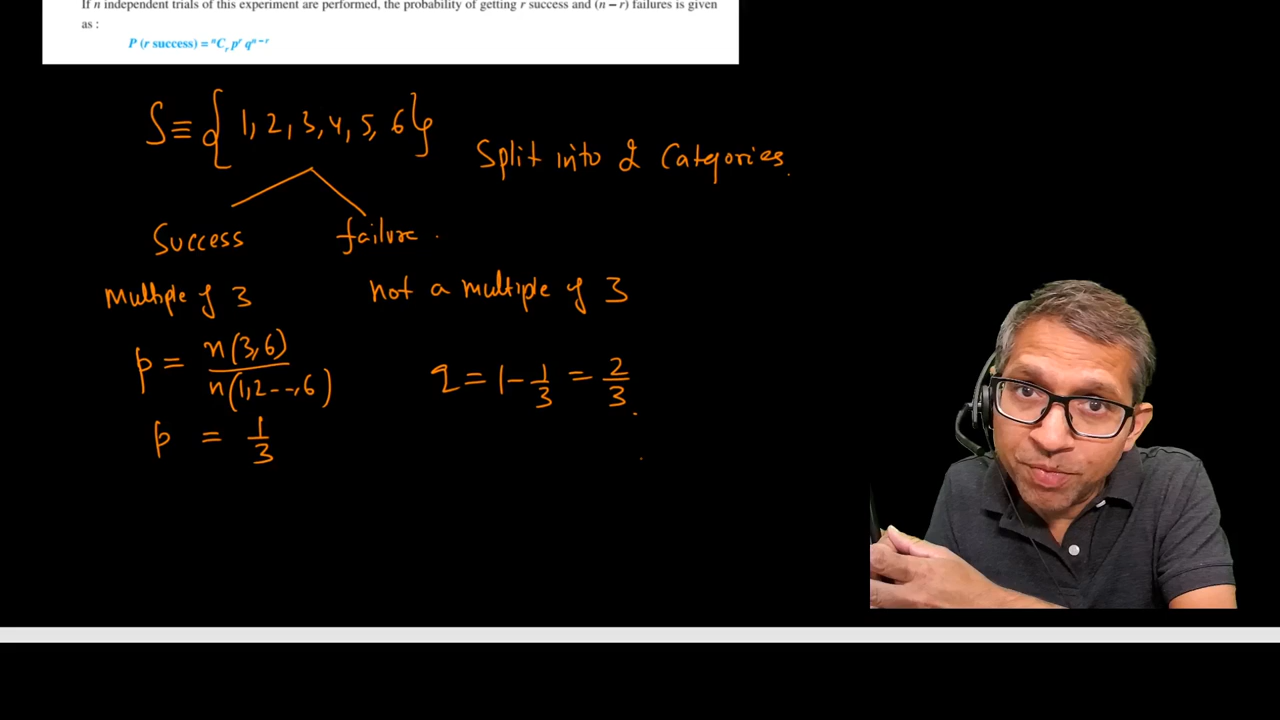 If n independent trials of this experiment are performed, the probability of getting r success and (n − r) failures is given
as :
P (r success) = ⁿCᵣ pʳ qⁿ⁻ʳ
S ≡ {1, 2, 3, 4, 5, 6}
Split into 2 Categories.
Success failure.
Multiple of 3 not a multiple of 3
p = n(3,6) / n(1,2--,6) q = 1 - 1/3 = 2/3.
p = 1/3